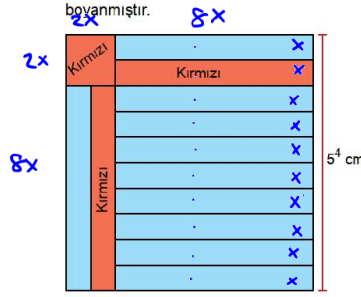 boyanmıştır.
2x 8x
2x
Kırmızı
x
Kırmızı x
x
x
8x
Kırmızı
x
5⁴ cm
x
x
x
x
x